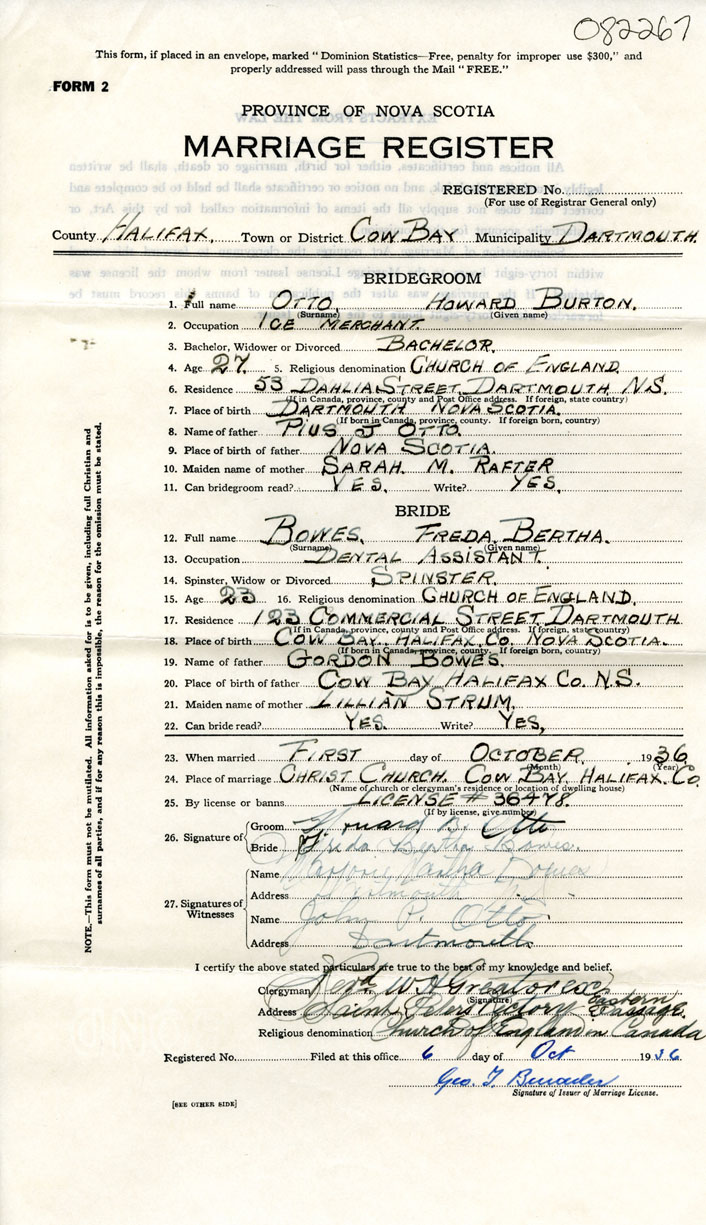 082267
This form, if placed in an envelope, marked "Dominion Statistics—Free, penalty for improper use $300," and
properly addressed will pass through the Mail "FREE."
FORM 2
PROVINCE OF NOVA SCOTIA
MARRIAGE REGISTER
REGISTERED No.
(For use of Registrar General only)
County HALIFAX. Town or District COW BAY Municipality DARTMOUTH.
BRIDEGROOM
1. Full name OTTO, HOWARD BURTON.
(Surname) (Given name)
2. Occupation ICE MERCHANT.
3. Bachelor, Widower or Divorced BACHELOR.
4. Age 27. 5. Religious denomination CHURCH OF ENGLAND.
6. Residence 53 DAHLIA STREET, DARTMOUTH, N.S.
(If in Canada, province, county and Post Office address. If foreign, state country)
7. Place of birth DARTMOUTH NOVA SCOTIA.
(If born in Canada, province, county. If foreign born, country)
8. Name of father PIUS J OTTO.
9. Place of birth of father NOVA SCOTIA.
10. Maiden name of mother SARAH. M. RAFTER
11. Can bridegroom read? YES. Write? YES,
BRIDE
12. Full name BOWES, FREDA, BERTHA.
(Surname) (Given name)
13. Occupation DENTAL ASSISTANT.
14. Spinster, Widow or Divorced SPINSTER.
15. Age 23 16. Religious denomination CHURCH OF ENGLAND,
17. Residence 123 COMMERCIAL STREET, DARTMOUTH.
(If in Canada, province, county and Post Office address. If foreign, state country)
18. Place of birth COW BAY, HALIFAX, CO. NOVA SCOTIA.
(If born in Canada, province, county. If foreign born, country)
19. Name of father GORDON BOWES.
20. Place of birth of father COW BAY, HALIFAX CO. N.S.
21. Maiden name of mother LILLIAN STRUM,
22. Can bride read? YES. Write? YES,
23. When married FIRST day of OCTOBER, 1936
(Month) (Year)
24. Place of marriage CHRIST CHURCH. COW BAY, HALIFAX. CO.
(Name of church or clergyman's residence or location of dwelling house)
25. By license or banns LICENSE # 36478.
(If by license, give number)
26. Signature of
Groom Howard B. Otto
Bride Freda Bertha Bowes.
27. Signatures of Witnesses
Name Martha
Address Dartmouth
Name John P. Otto
Address Dartmouth
I certify the above stated particulars are true to the best of my knowledge and belief.
Clergyman Revd. W. H. Greatorex
(Signature)
Address Saint Peters Rectory Eastern Passage.
Religious denomination Church of England in Canada
Registered No. Filed at this office 6 day of Oct 1936
Geo. T.
Signature of Issuer of Marriage License.
[SEE OTHER SIDE]
NOTE.—This form must not be mutilated. All information asked for is to be given, including full Christian and
surnames of all parties, and if for any reason this is impossible, the reason for the omission must be stated.